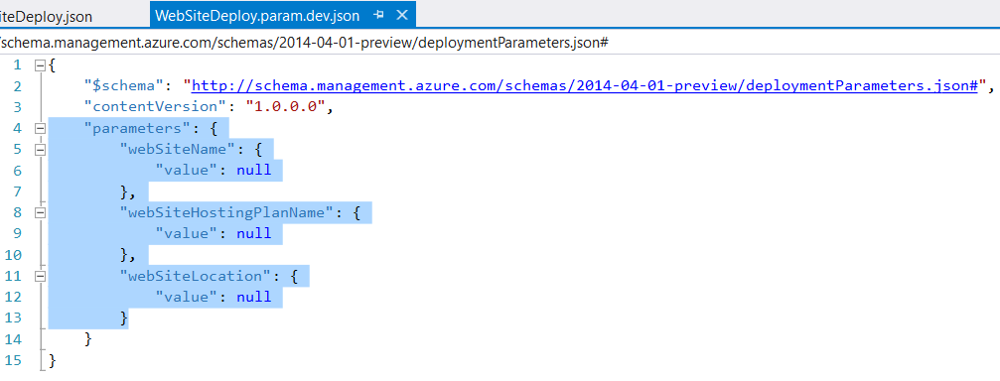 iteDeploy.json WebSiteDeploy.param.dev.json
/schema.management.azure.com/schemas/2014-04-01-preview/deploymentParameters.json#
1 {
2 "$schema": "http://schema.management.azure.com/schemas/2014-04-01-preview/deploymentParameters.json#",
3 "contentVersion": "1.0.0.0",
4 "parameters": {
5 "webSiteName": {
6 "value": null
7 },
8 "webSiteHostingPlanName": {
9 "value": null
10 },
11 "webSiteLocation": {
12 "value": null
13 }
14 }
15 }